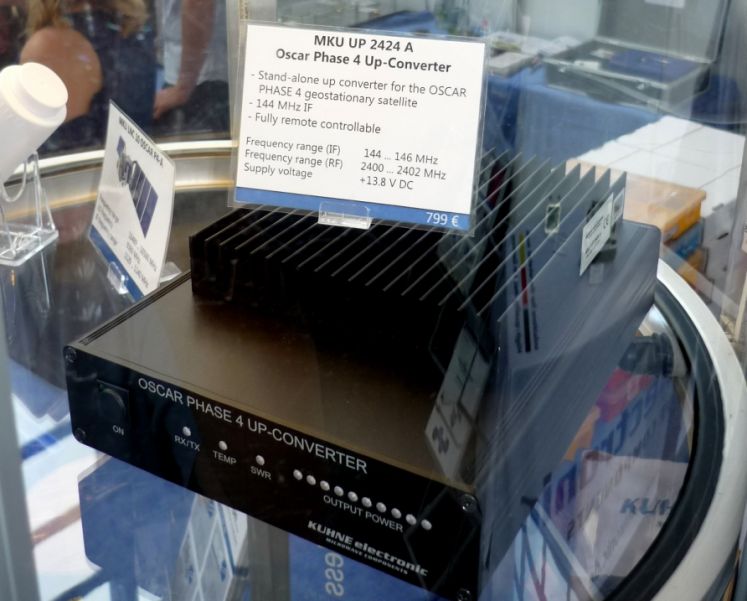 MKU UP 2424 A
Oscar Phase 4 Up-Converter
- Stand-alone up converter for the OSCAR
PHASE 4 geostationary satellite
- 144 MHz IF
- Fully remote controllable
Frequency range (IF) 144 ... 146 MHz
Frequency range (RF) 2400 ... 2402 MHz
Supply voltage +13.8 V DC
799 €
OSCAR PHASE 4 UP-CONVERTER
ON
RX/TX
TEMP
SWR
OUTPUT POWER
KUHNE electronic
MICROWAVE COMPONENTS